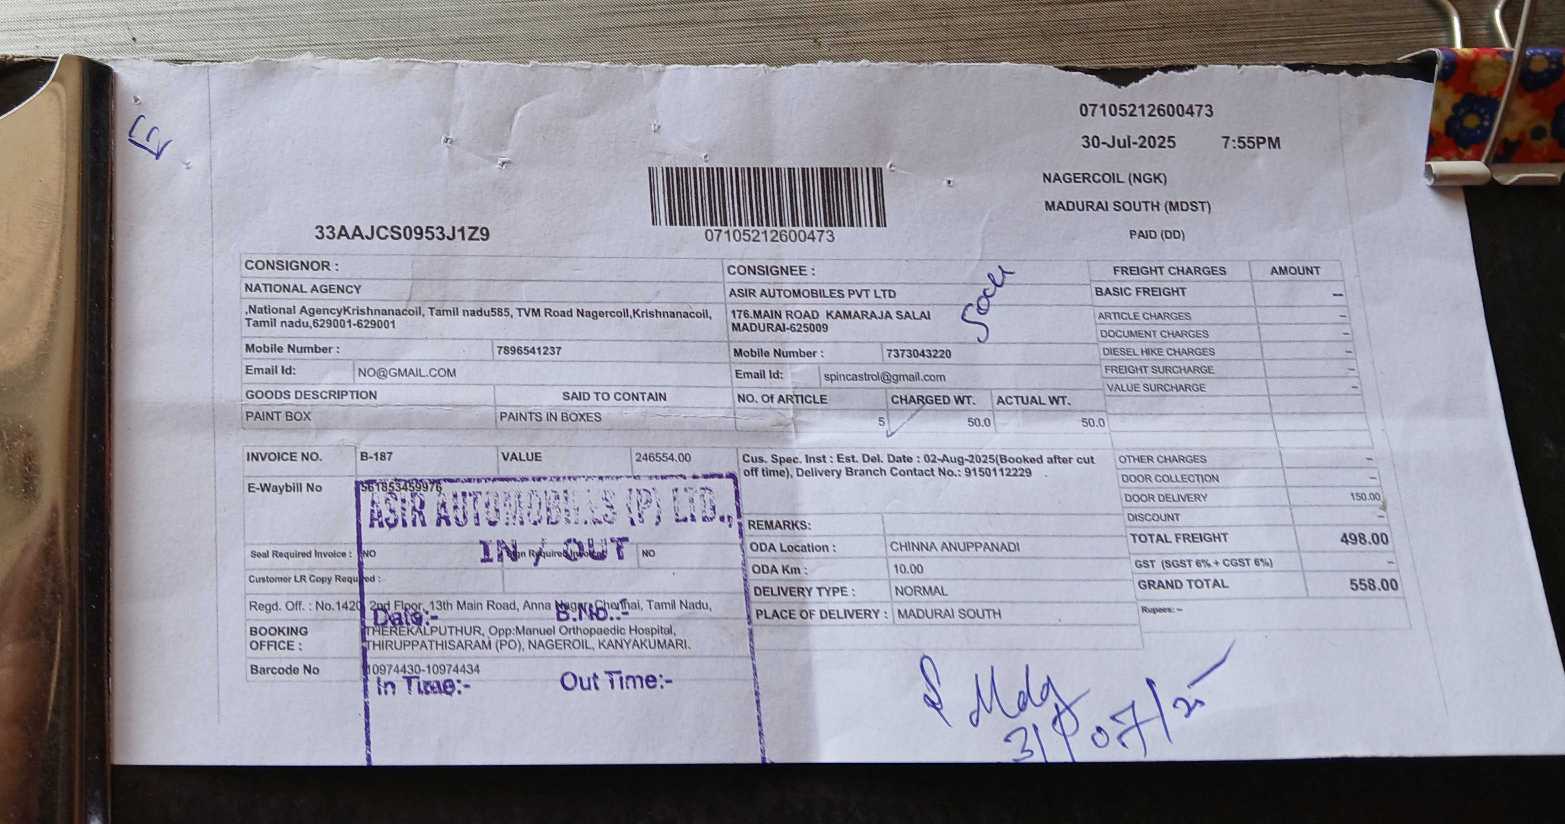 07105212600473
30-Jul-2025 7:55PM
NAGERCOIL (NGK)
MADURAI SOUTH (MDST)
PAID (DD)
33AAJCS0953J1Z9
07105212600473
CONSIGNOR :
NATIONAL AGENCY
,National AgencyKrishnanacoil, Tamil nadu585, TVM Road Nagercoil,Krishnanacoil,
Tamil nadu,629001-629001
Mobile Number : 7896541237
Email Id: NO@GMAIL.COM
GOODS DESCRIPTION SAID TO CONTAIN
PAINT BOX PAINTS IN BOXES
CONSIGNEE :
ASIR AUTOMOBILES PVT LTD
176.MAIN ROAD KAMARAJA SALAI
MADURAI-625009
Mobile Number : 7373043220
Email Id: spincastrol@gmail.com
NO. Of ARTICLE CHARGED WT. ACTUAL WT.
5 50.0 50.0
FREIGHT CHARGES AMOUNT
BASIC FREIGHT –
ARTICLE CHARGES –
DOCUMENT CHARGES –
DIESEL HIKE CHARGES –
FREIGHT SURCHARGE –
VALUE SURCHARGE –
INVOICE NO. B-187 VALUE 246554.00
E-Waybill No 561853459976
Seal Required Invoice : NO Sign Required Invoice NO
Customer LR Copy Required :
Regd. Off. : No.1420, 2nd Floor, 13th Main Road, Anna Nagar, Chennai, Tamil Nadu,
BOOKING OFFICE : THEREKALPUTHUR, Opp:Manuel Orthopaedic Hospital,
THIRUPPATHISARAM (PO), NAGEROIL, KANYAKUMARI.
Barcode No 10974430-10974434
ASIR AUTOMOBILES (P) LTD.,
IN / OUT
Date:- B.No.:-
In Time:- Out Time:-
Cus. Spec. Inst : Est. Del. Date : 02-Aug-2025(Booked after cut
off time), Delivery Branch Contact No.: 9150112229
REMARKS:
ODA Location : CHINNA ANUPPANADI
ODA Km : 10.00
DELIVERY TYPE : NORMAL
PLACE OF DELIVERY : MADURAI SOUTH
OTHER CHARGES –
DOOR COLLECTION –
DOOR DELIVERY 150.00
DISCOUNT –
TOTAL FREIGHT 498.00
GST (SGST 6% + CGST 6%) –
GRAND TOTAL 558.00
Rupees: –
31/07/25